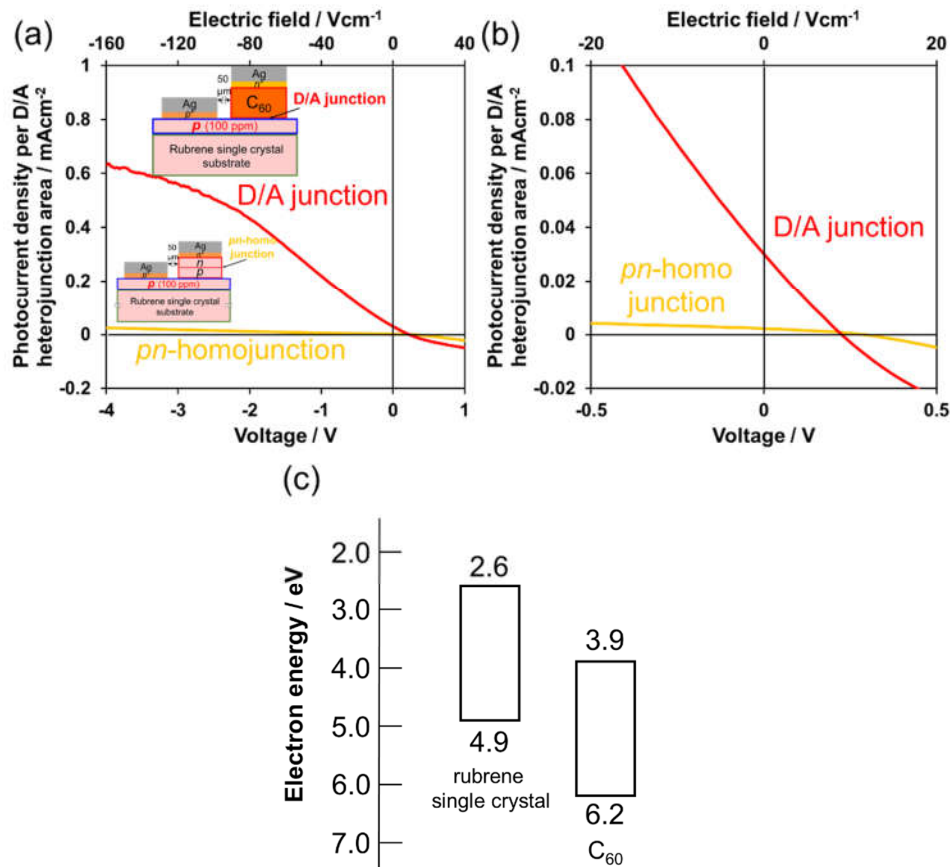 (a)
Electric field / Vcm-1
-160 -120 -80 -40 0 40
Photocurrent density per D/A
heterojunction area / mAcm-2
1
0.8
0.6
0.4
0.2
0
-0.2
Ag
n+
C60
50
μm
Ag
p+
D/A junction
p (100 ppm)
Rubrene single crystal
substrate
D/A junction
Ag
50
μm
pn-homo
junction
Ag
n
p
p (100 ppm)
Rubrene single crystal
substrate
pn-homojunction
-4 -3 -2 -1 0 1
Voltage / V
(b)
Electric field / Vcm-1
-20 0 20
Photocurrent density per D/A
heterojunction area / mAcm-2
0.1
0.08
0.06
0.04
0.02
0
-0.02
D/A junction
pn-homo
junction
-0.5 0 0.5
Voltage / V
(c)
Electron energy / eV
2.0
3.0
4.0
5.0
6.0
7.0
2.6
4.9
rubrene
single crystal
3.9
6.2
C60